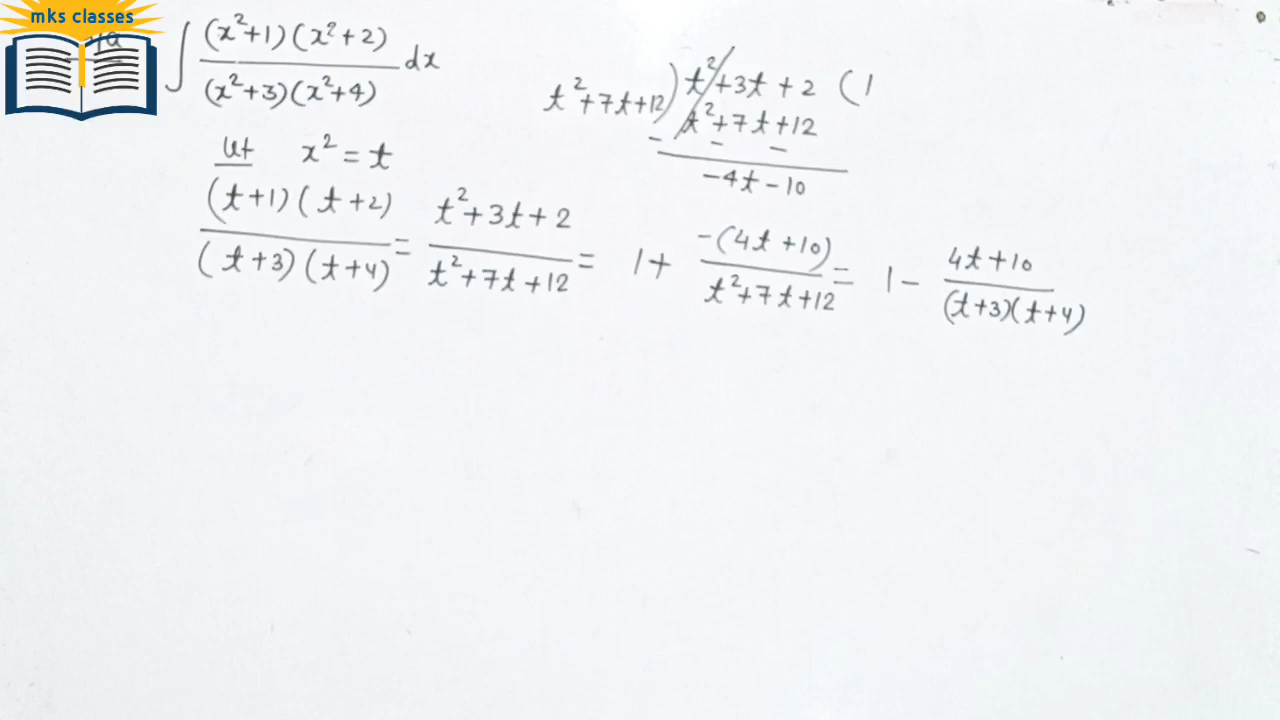 mks classes
∫ (x²+1)(x²+2) / (x²+3)(x²+4) dx
t²+7t+12 ) t²+3t+2 ( 1
t²+7t+12
- - -
-4t-10
let x² = t
(t+1)(t+2) / (t+3)(t+4) = t²+3t+2 / t²+7t+12 = 1 + -(4t+10) / t²+7t+12 = 1 - 4t+10 / (t+3)(t+4)